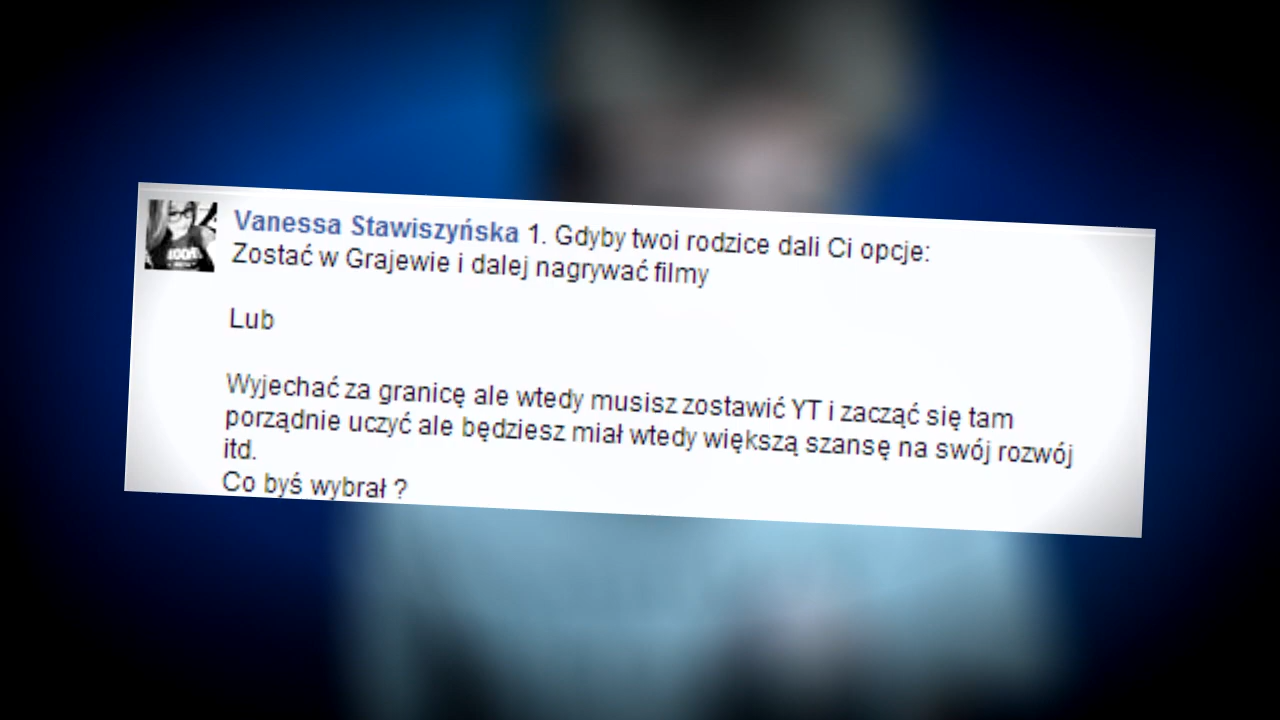 Vanessa Stawiszyńska 1. Gdyby twoi rodzice dali Ci opcje:
Zostać w Grajewie i dalej nagrywać filmy
Lub
Wyjechać za granicę ale wtedy musisz zostawić YT i zacząć się tam
porządnie uczyć ale będziesz miał wtedy większą szansę na swój rozwój
itd.
Co byś wybrał ?